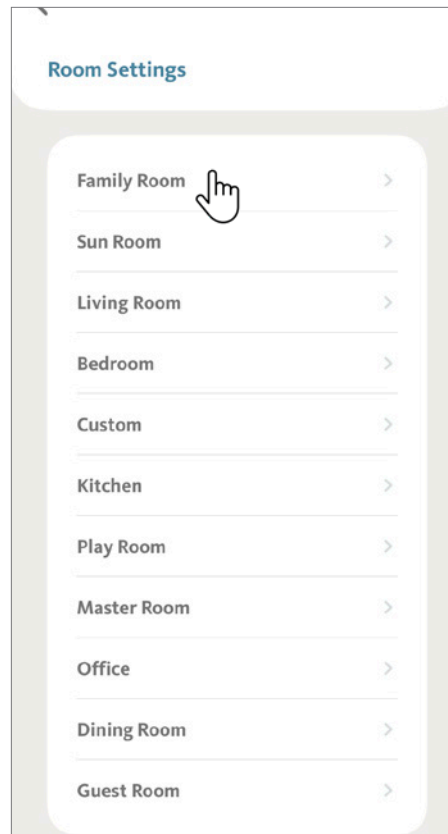 Room Settings
Family Room
Sun Room
Living Room
Bedroom
Custom
Kitchen
Play Room
Master Room
Office
Dining Room
Guest Room